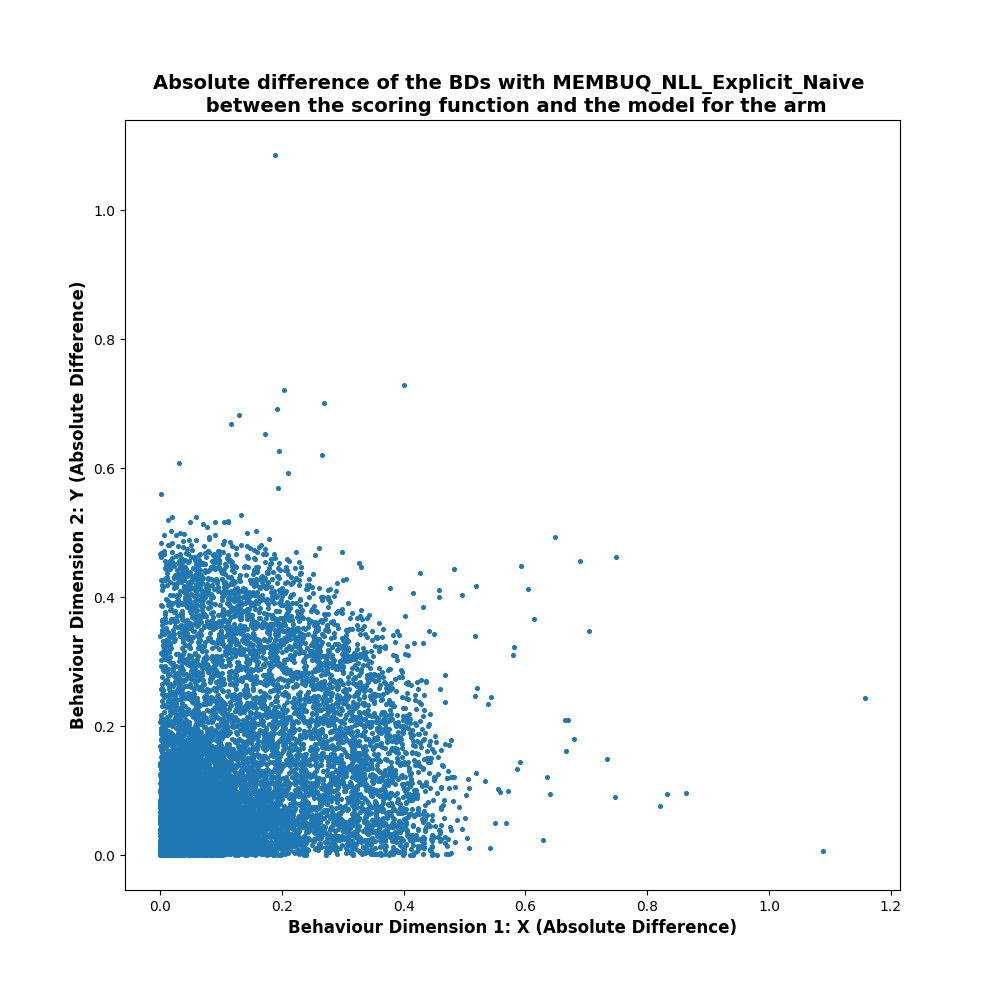 Absolute difference of the BDs with MEMBUQ_NLL_Explicit_Naive
between the scoring function and the model for the arm
1.0
0.8
0.6
0.4
0.2
0.0
Behaviour Dimension 2: Y (Absolute Difference)
0.0 0.2 0.4 0.6 0.8 1.0 1.2
Behaviour Dimension 1: X (Absolute Difference)